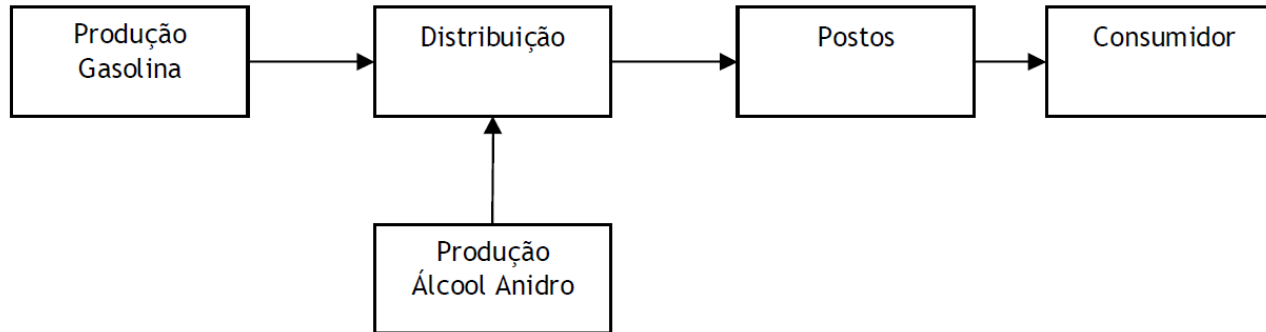 Produção
Gasolina
Distribuição
Postos
Consumidor
Produção
Álcool Anidro